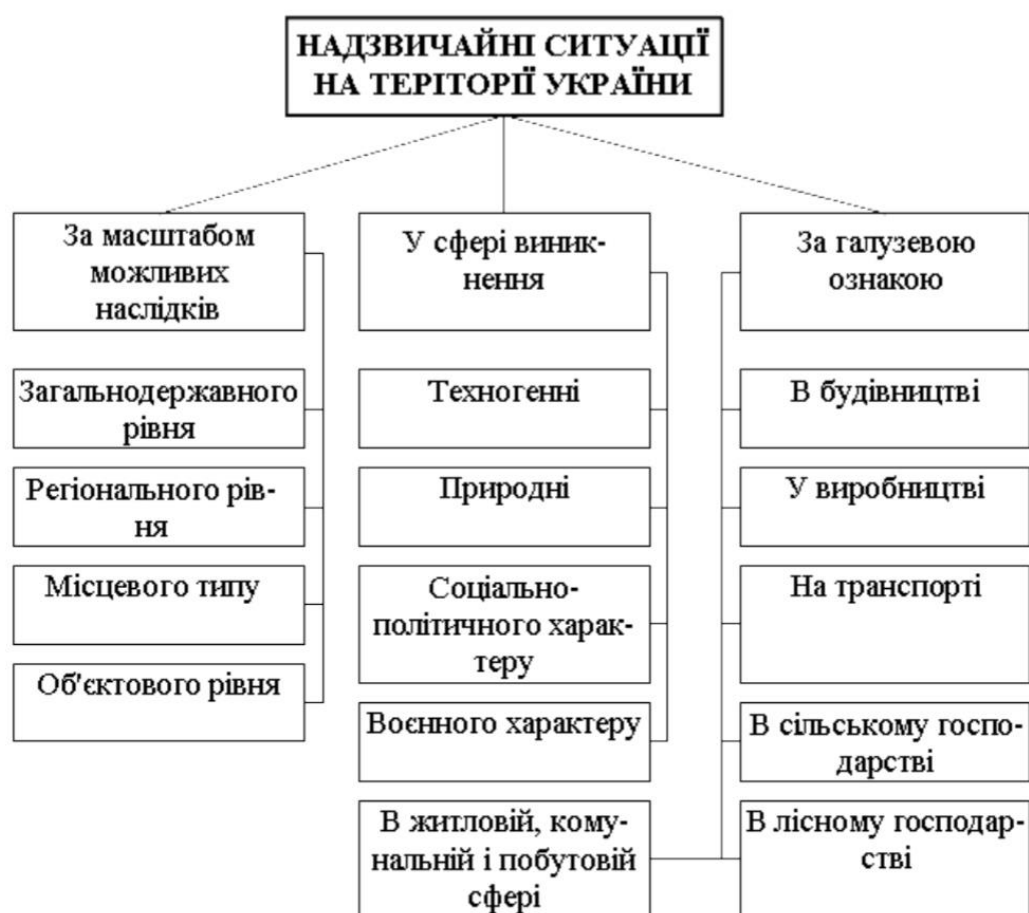 НАДЗВИЧАЙНІ СИТУАЦІЇ
НА ТЕРІТОРІЇ УКРАЇНИ
За масштабом
можливих
наслідків
Загальнодержавного
рівня
Регіонального рів-
ня
Місцевого типу
Об'єктового рівня
У сфері виник-
нення
Техногенні
Природні
Соціально-
політичного харак-
теру
Воєнного характеру
В житловій, кому-
нальній і побутовій
сфері
За галузевою
ознакою
В будівництві
У виробництві
На транспорті
В сільському госпо-
дарстві
В лісному господар-
стві